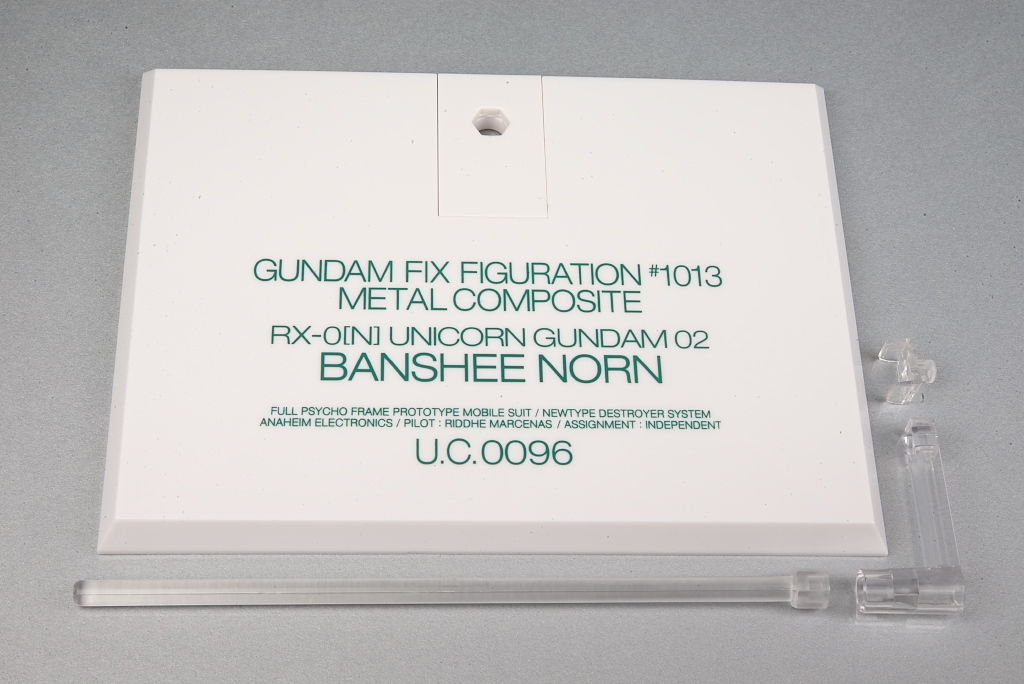 GUNDAM FIX FIGURATION #1013
METAL COMPOSITE
RX-0[N] UNICORN GUNDAM 02
BANSHEE NORN
FULL PSYCHO FRAME PROTOTYPE MOBILE SUIT / NEWTYPE DESTROYER SYSTEM
ANAHEIM ELECTRONICS / PILOT : RIDDHE MARCENAS / ASSIGNMENT : INDEPENDENT
U.C.0096